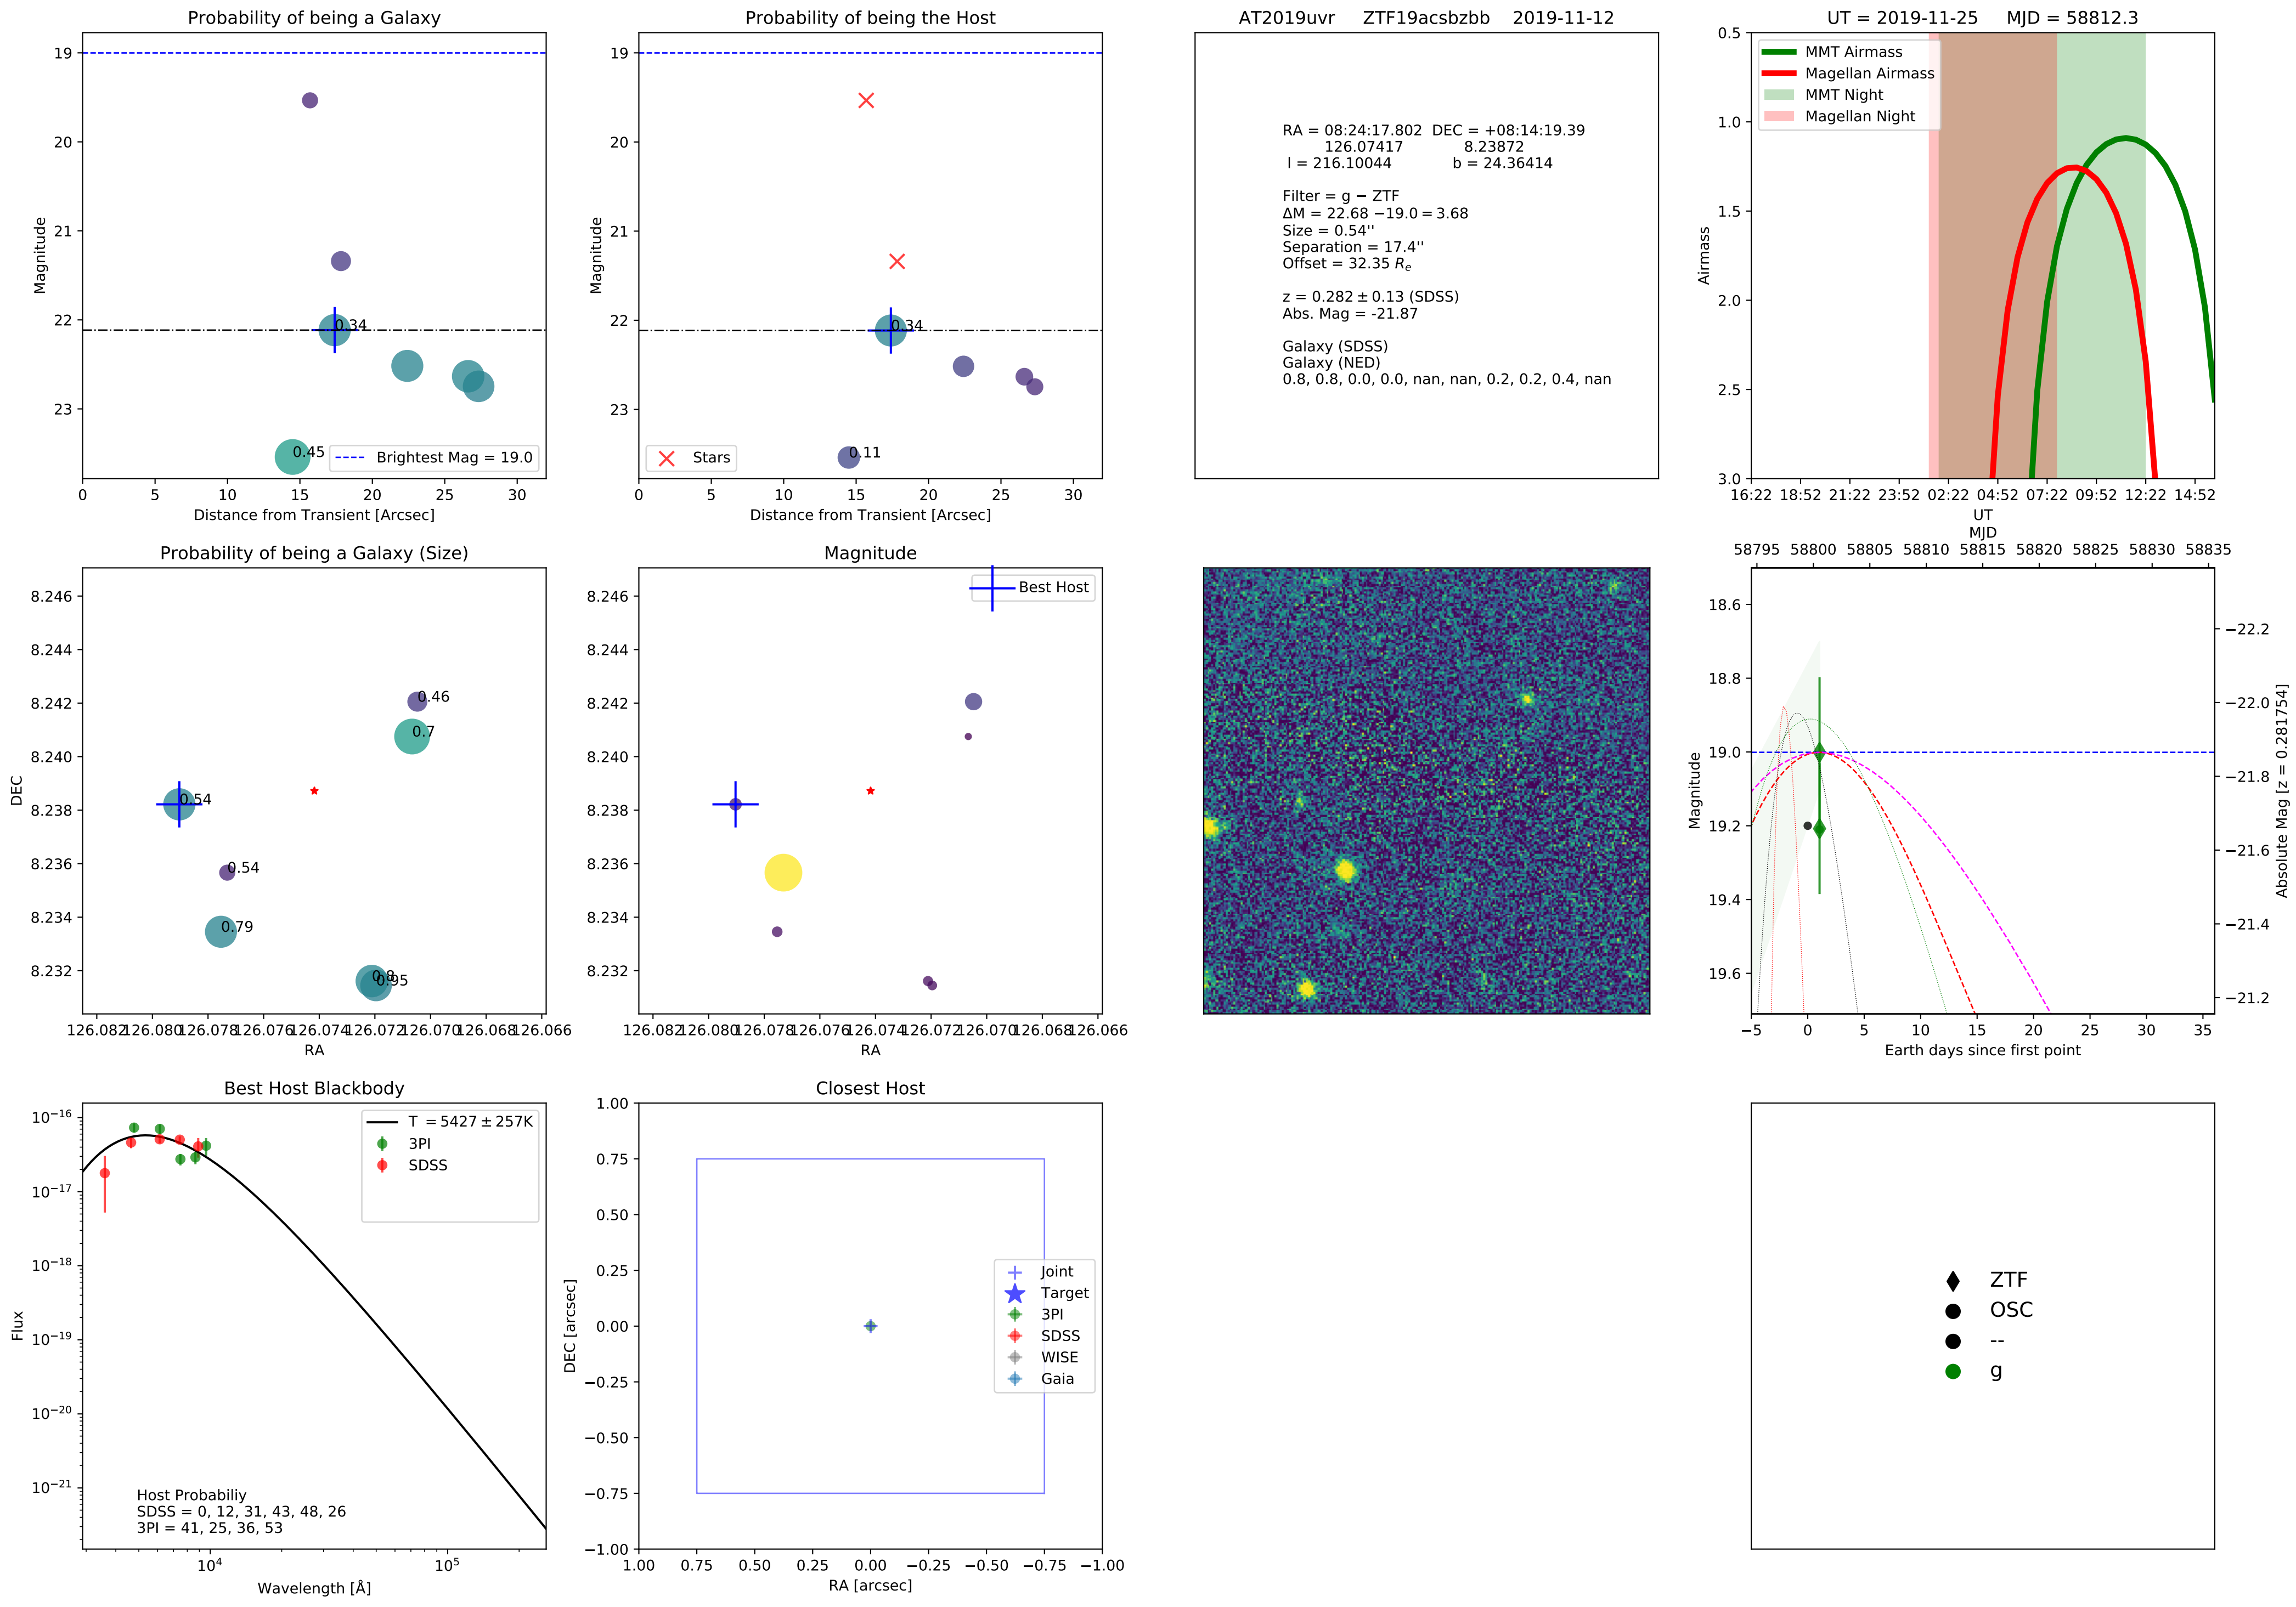 Probability of being a Galaxy
Magnitude
19
20
21
22
23
0.34
0.45
Brightest Mag = 19.0
0 5 10 15 20 25 30
Distance from Transient [Arcsec]
Probability of being the Host
Magnitude
19
20
21
22
23
0.34
0.11
Stars
0 5 10 15 20 25 30
Distance from Transient [Arcsec]
AT2019uvr ZTF19acsbzbb 2019-11-12
RA = 08:24:17.802 DEC = +08:14:19.39
126.07417 8.23872
l = 216.10044 b = 24.36414
Filter = g − ZTF
ΔM = 22.68 −19.0 = 3.68
Size = 0.54''
Separation = 17.4''
Offset = 32.35 Re
z = 0.282 ± 0.13 (SDSS)
Abs. Mag = -21.87
Galaxy (SDSS)
Galaxy (NED)
0.8, 0.8, 0.0, 0.0, nan, nan, 0.2, 0.2, 0.4, nan
UT = 2019-11-25 MJD = 58812.3
Airmass
0.5
1.0
1.5
2.0
2.5
3.0
MMT Airmass
Magellan Airmass
MMT Night
Magellan Night
16:22 18:52 21:22 23:52 02:22 04:52 07:22 09:52 12:22 14:52
UT
Probability of being a Galaxy (Size)
DEC
8.246
8.244
8.242
8.240
8.238
8.236
8.234
8.232
0.46
0.7
0.54
0.54
0.79
0.8
0.95
126.082 126.080 126.078 126.076 126.074 126.072 126.070 126.068 126.066
RA
Magnitude
8.246
8.244
8.242
8.240
8.238
8.236
8.234
8.232
Best Host
126.082 126.080 126.078 126.076 126.074 126.072 126.070 126.068 126.066
RA
MJD
58795 58800 58805 58810 58815 58820 58825 58830 58835
Magnitude
18.6
18.8
19.0
19.2
19.4
19.6
−22.2
−22.0
−21.8
−21.6
−21.4
−21.2
Absolute Mag [z = 0.281754]
−5 0 5 10 15 20 25 30 35
Earth days since first point
Best Host Blackbody
Flux
10−16
10−17
10−18
10−19
10−20
10−21
T = 5427 ± 257K
3PI
SDSS
Host Probabiliy
SDSS = 0, 12, 31, 43, 48, 26
3PI = 41, 25, 36, 53
104 105
Wavelength [Å]
Closest Host
DEC [arcsec]
1.00
0.75
0.50
0.25
0.00
−0.25
−0.50
−0.75
−1.00
Joint
Target
3PI
SDSS
WISE
Gaia
1.00 0.75 0.50 0.25 0.00 −0.25 −0.50 −0.75 −1.00
RA [arcsec]
ZTF
OSC
--
g